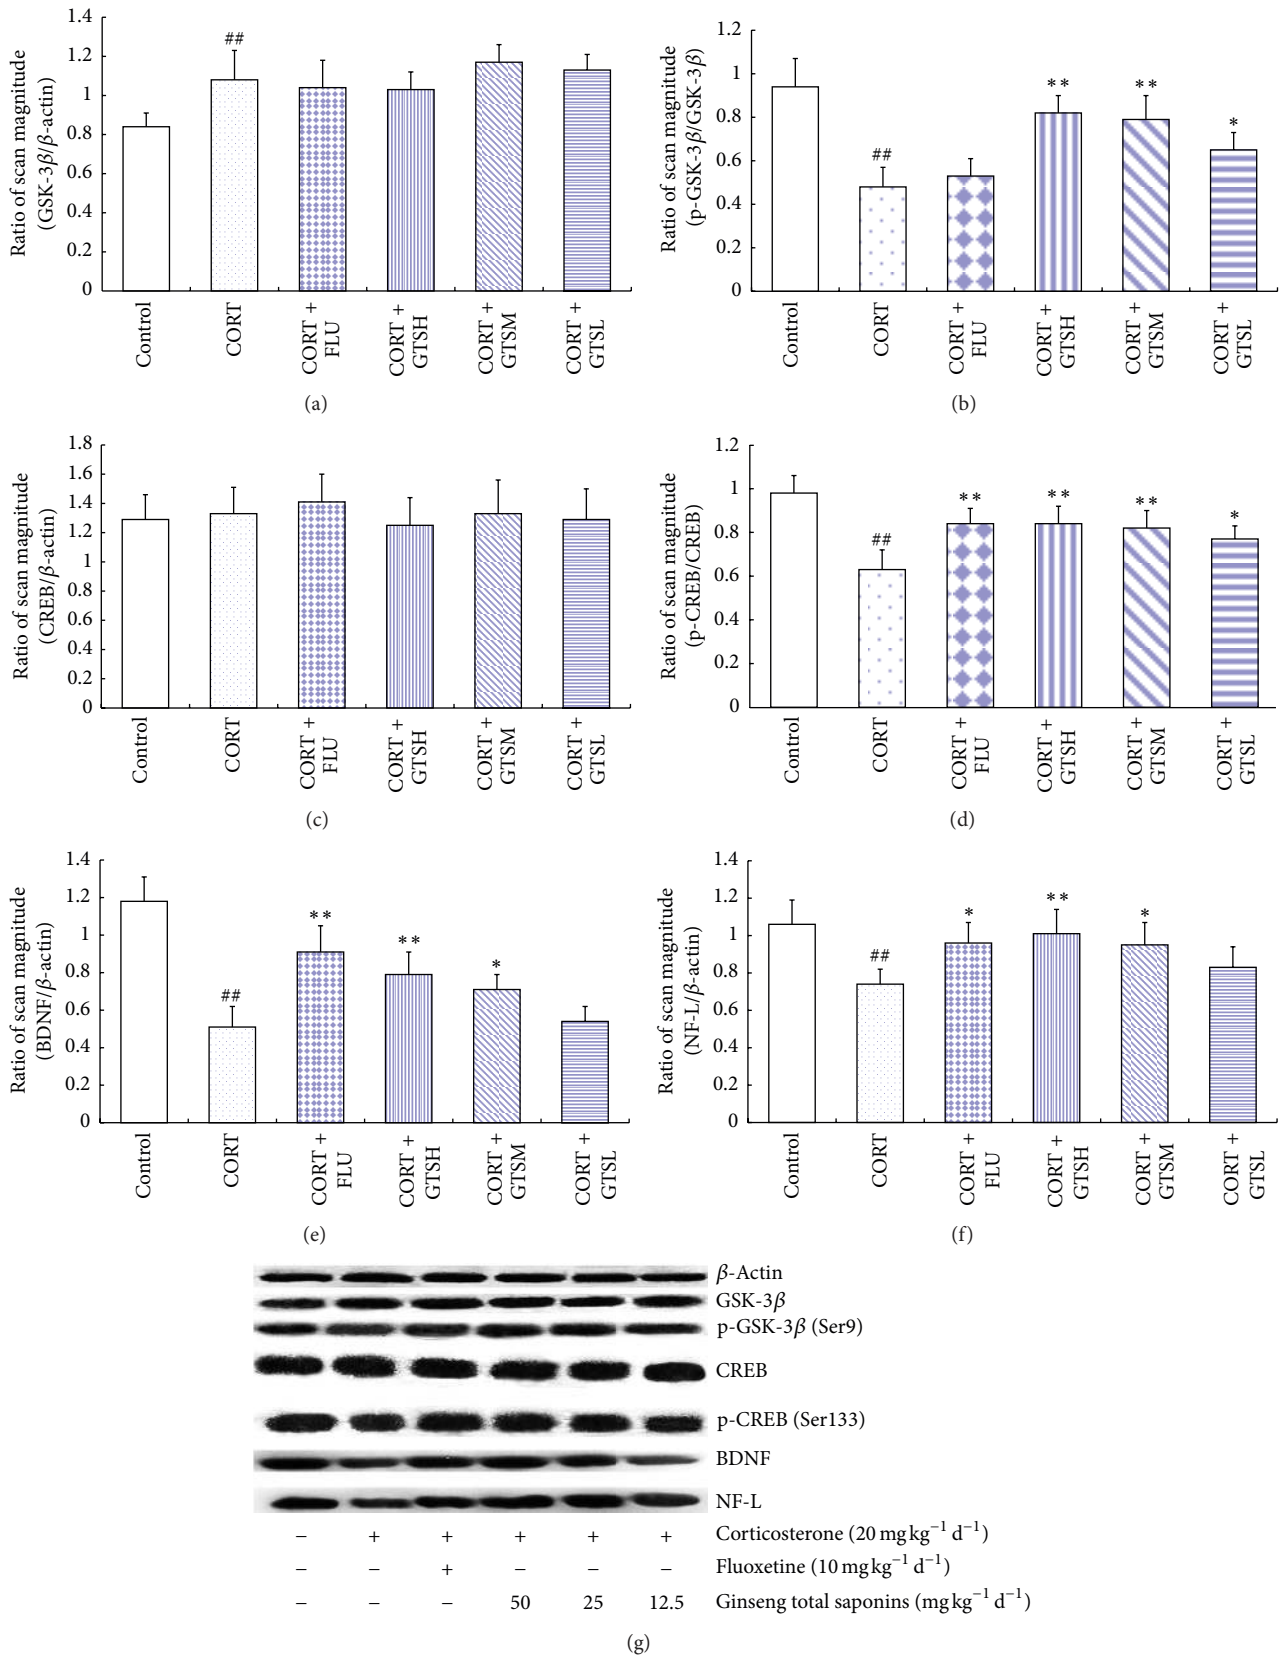 Ratio of scan magnitude
(GSK-3β/β-actin)
1.4
1.2
1
0.8
0.6
0.4
0.2
0
##
Control
CORT
CORT +
FLU
CORT +
GTSH
CORT +
GTSM
CORT +
GTSL
(a)
Ratio of scan magnitude
(p-GSK-3β/GSK-3β)
1.2
1
0.8
0.6
0.4
0.2
0
##
**
**
*
Control
CORT
CORT +
FLU
CORT +
GTSH
CORT +
GTSM
CORT +
GTSL
(b)
Ratio of scan magnitude
(CREB/β-actin)
1.8
1.6
1.4
1.2
1
0.8
0.6
0.4
0.2
0
Control
CORT
CORT +
FLU
CORT +
GTSH
CORT +
GTSM
CORT +
GTSL
(c)
Ratio of scan magnitude
(p-CREB/CREB)
1.2
1
0.8
0.6
0.4
0.2
0
##
**
**
**
*
Control
CORT
CORT +
FLU
CORT +
GTSH
CORT +
GTSM
CORT +
GTSL
(d)
Ratio of scan magnitude
(BDNF/β-actin)
1.4
1.2
1
0.8
0.6
0.4
0.2
0
##
**
**
*
Control
CORT
CORT +
FLU
CORT +
GTSH
CORT +
GTSM
CORT +
GTSL
(e)
Ratio of scan magnitude
(NF-L/β-actin)
1.4
1.2
1
0.8
0.6
0.4
0.2
0
##
*
**
*
Control
CORT
CORT +
FLU
CORT +
GTSH
CORT +
GTSM
CORT +
GTSL
(f)
β-Actin
GSK-3β
p-GSK-3β (Ser9)
CREB
p-CREB (Ser133)
BDNF
NF-L
− + + + + + Corticosterone (20 mg kg⁻¹ d⁻¹)
− − + − − − Fluoxetine (10 mg kg⁻¹ d⁻¹)
− − − 50 25 12.5 Ginseng total saponins (mg kg⁻¹ d⁻¹)
(g)